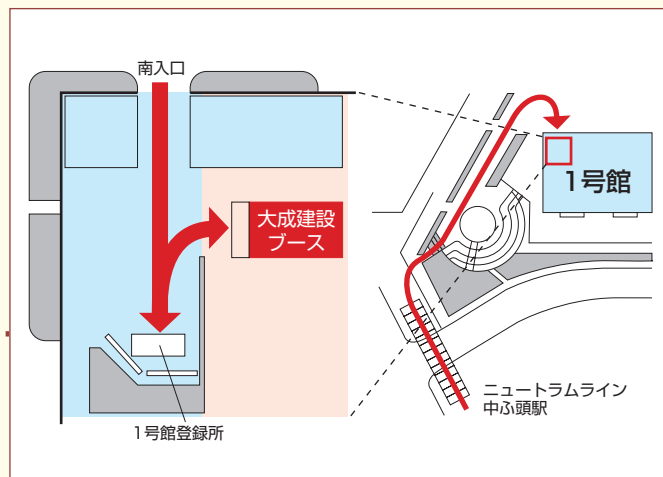 南入口
大成建設
ブース
1号館登録所
1号館
ニュートラムライン
中ふ頭駅